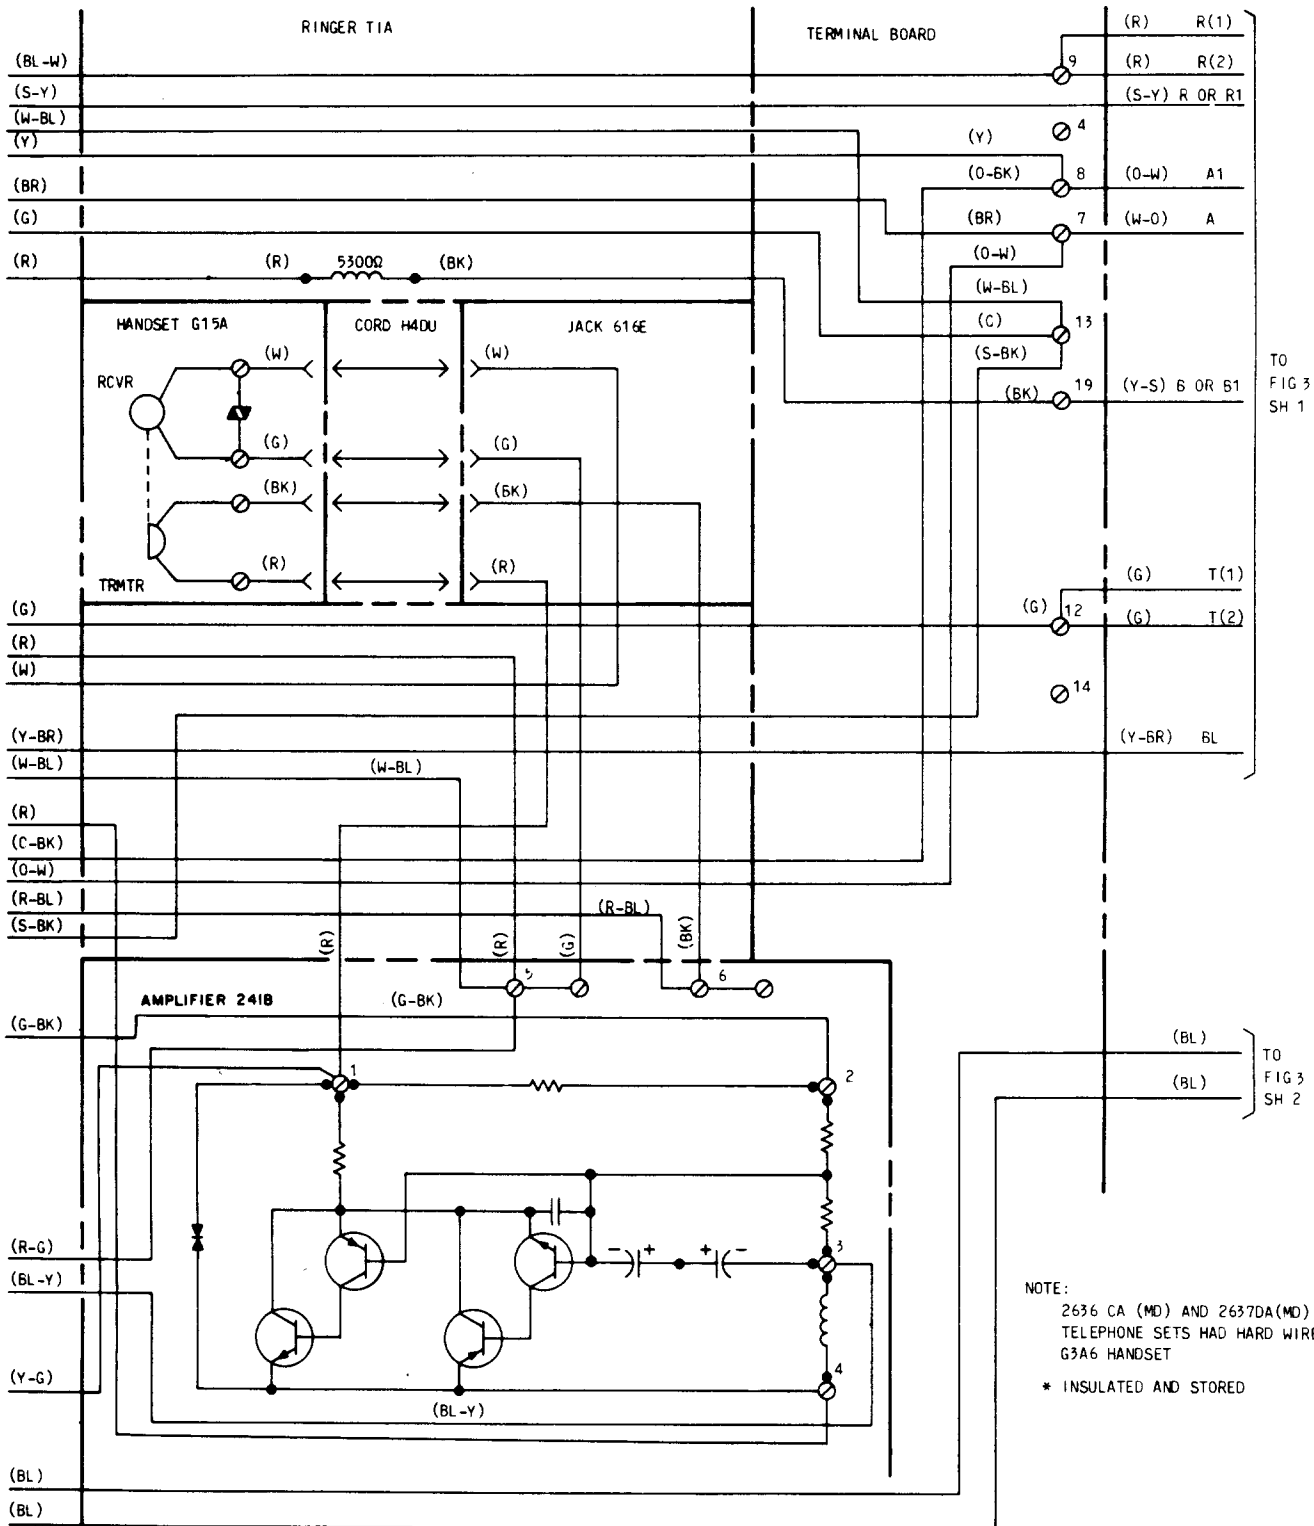 RINGER T1A
TERMINAL BOARD
(R) R(1)
(BL-W)
9
(R) R(2)
(S-Y)
(S-Y) R OR R1
(W-BL)
4
(Y)
(Y)
(O-BK)
8
(O-W) A1
(BR)
(BR)
7
(W-O) A
(G)
(O-W)
(R)
(R)
5300Ω
(BK)
(W-BL)
HANDSET G15A
CORD H4DU
JACK 616E
(C)
13
(S-BK)
(W)
(W)
RCVR
19
(BK)
(Y-S) B OR B1
TO
FIG 3
SH 1
(G)
(G)
(BK)
(BK)
(R)
(R)
TRMTR
(G) T(1)
(G)
(G)
12
(G) T(2)
(R)
(W)
14
(Y-BR)
(Y-BR) BL
(W-BL)
(W-BL)
(R)
(C-BK)
(O-W)
(R-BL)
(R-BL)
(S-BK)
(R)
(R)
(G)
(BK)
5
6
AMPLIFIER 241B
(G-BK)
(G-BK)
(BL)
TO
FIG 3
SH 2
(BL)
1
2
3
- +
+ -
(R-G)
(BL-Y)
NOTE:
2636 CA (MD) AND 2637DA(MD)
TELEPHONE SETS HAD HARD WIRE
G3A6 HANDSET
* INSULATED AND STORED
4
(Y-G)
(BL-Y)
(BL)
(BL)